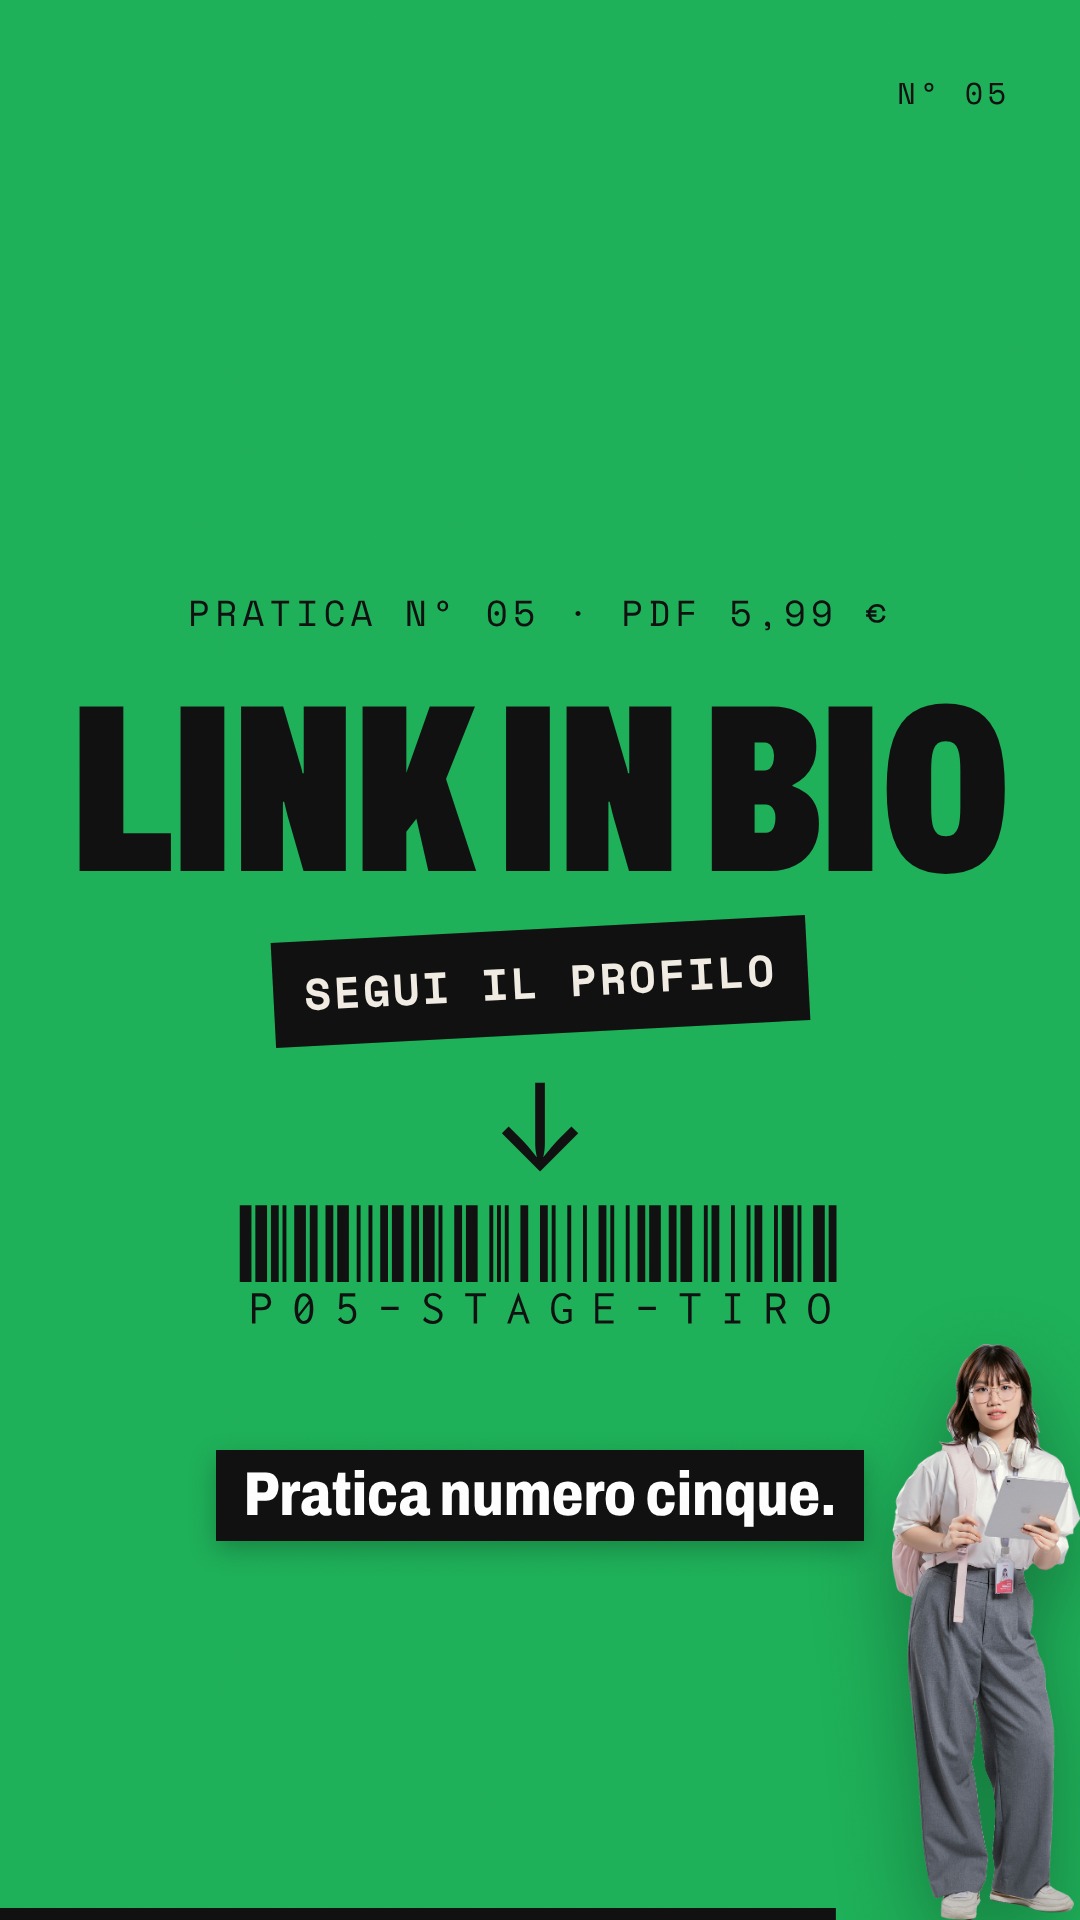 N° 05
PRATICA N° 05 · PDF 5,99 €
LINK IN BIO
SEGUI IL PROFILO
P05-STAGE-TIRO
Pratica numero cinque.